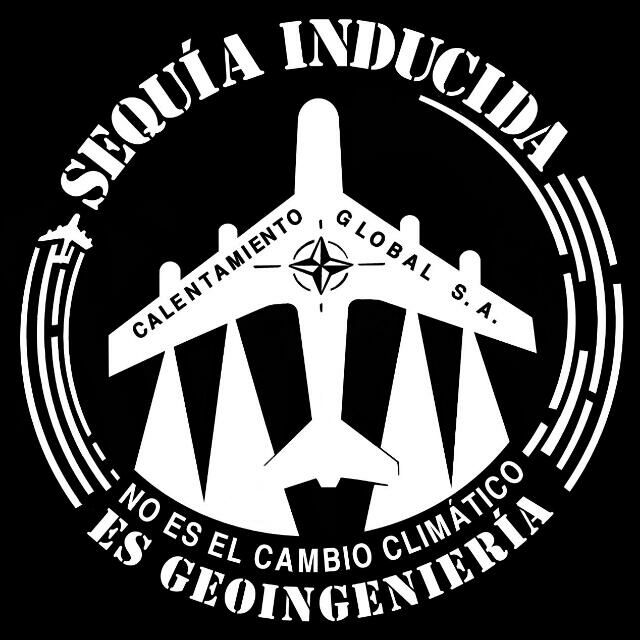 SEQUÍA INDUCIDA
CALENTAMIENTO GLOBAL S.A.
NO ES EL CAMBIO CLIMÁTICO
ES GEOINGENIERÍA